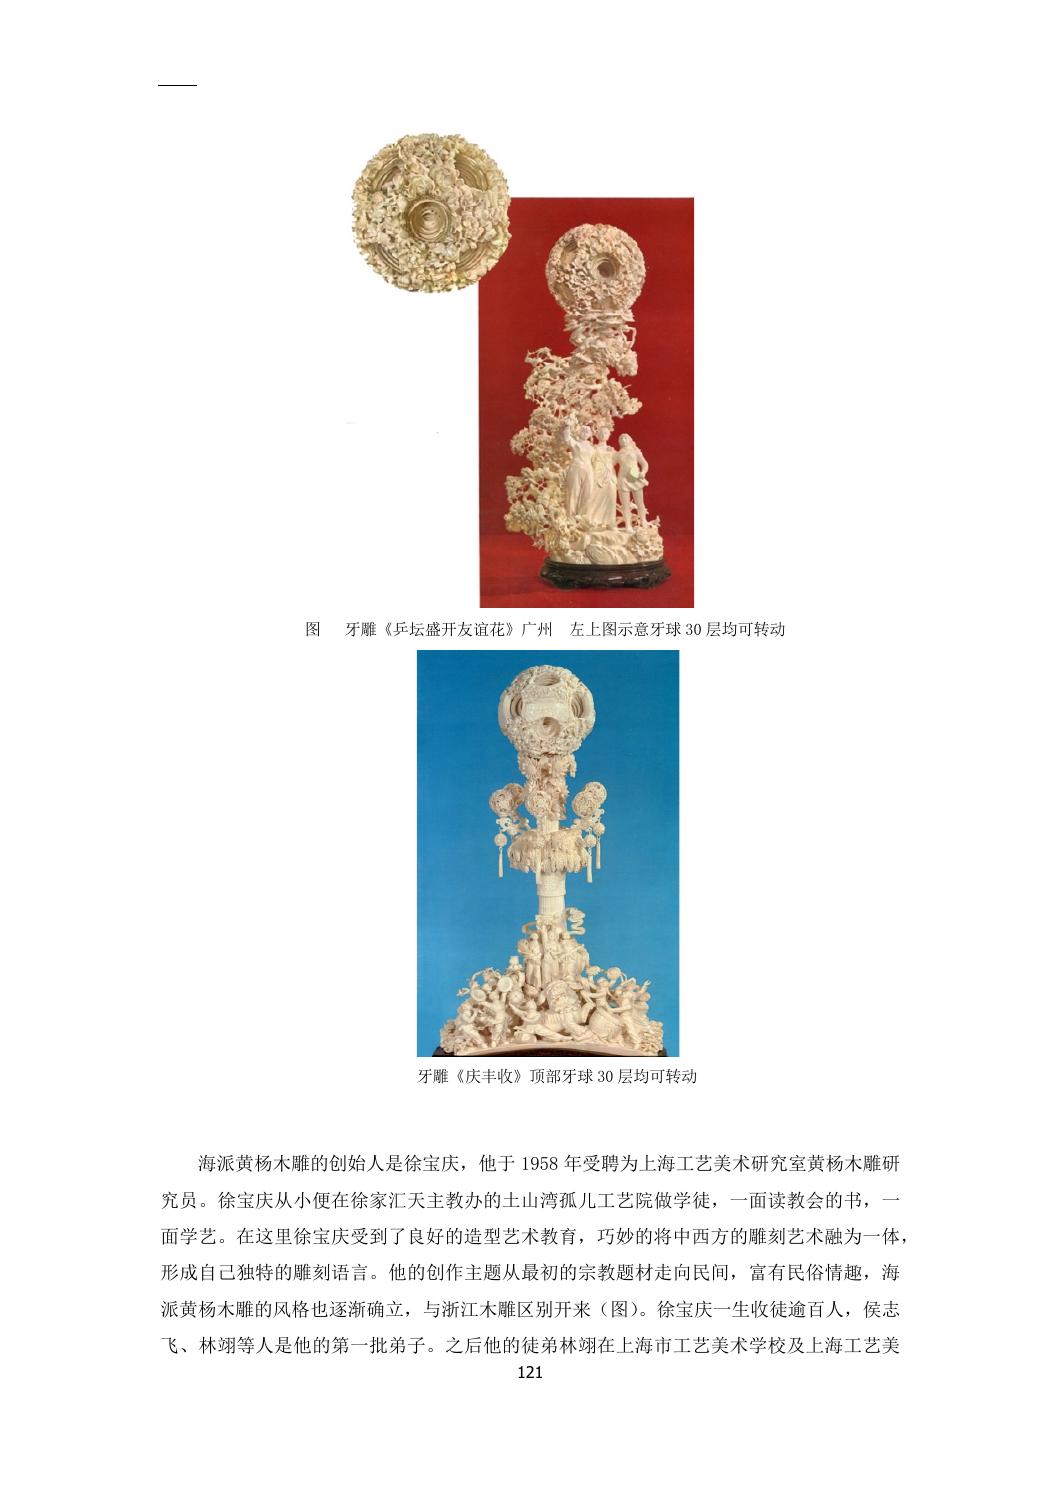 图 牙雕《乒坛盛开友谊花》广州 左上图示意牙球 30 层均可转动
牙雕《庆丰收》顶部牙球 30 层均可转动
海派黄杨木雕的创始人是徐宝庆，他于 1958 年受聘为上海工艺美术研究室黄杨木雕研
究员。徐宝庆从小便在徐家汇天主教办的土山湾孤儿工艺院做学徒，一面读教会的书，一
面学艺。在这里徐宝庆受到了良好的造型艺术教育，巧妙的将中西方的雕刻艺术融为一体，
形成自己独特的雕刻语言。他的创作主题从最初的宗教题材走向民间，富有民俗情趣，海
派黄杨木雕的风格也逐渐确立，与浙江木雕区别开来（图）。徐宝庆一生收徒逾百人，侯志
飞、林翊等人是他的第一批弟子。之后他的徒弟林翊在上海市工艺美术学校及上海工艺美
121